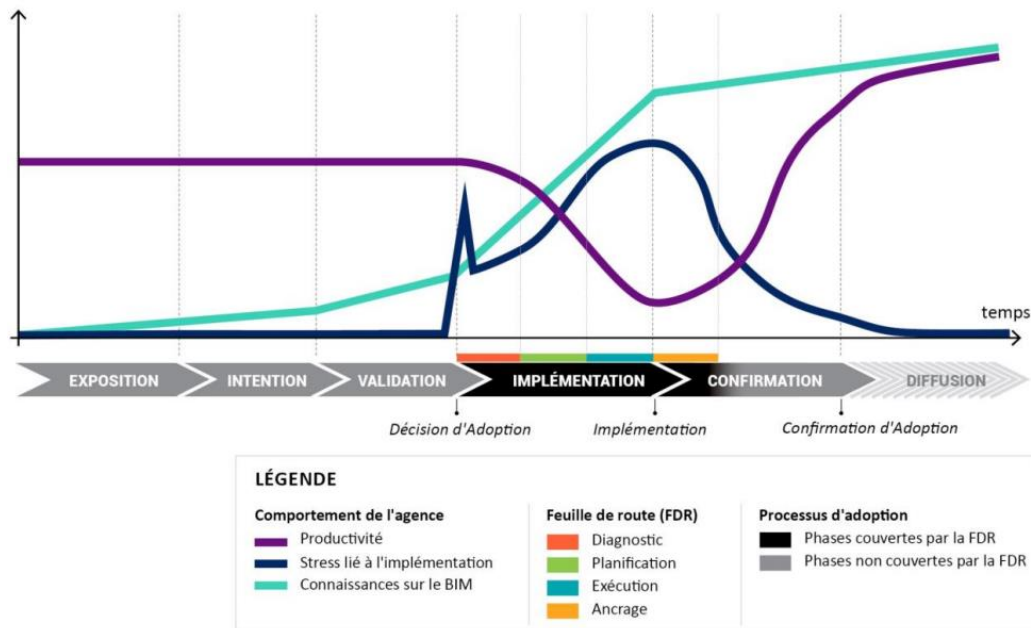 temps
EXPOSITION
INTENTION
VALIDATION
IMPLÉMENTATION
CONFIRMATION
DIFFUSION
Décision d'Adoption
Implémentation
Confirmation d'Adoption
LÉGENDE
Comportement de l'agence
Productivité
Stress lié à l'implémentation
Connaissances sur le BIM
Feuille de route (FDR)
Diagnostic
Planification
Exécution
Ancrage
Processus d'adoption
Phases couvertes par la FDR
Phases non couvertes par la FDR